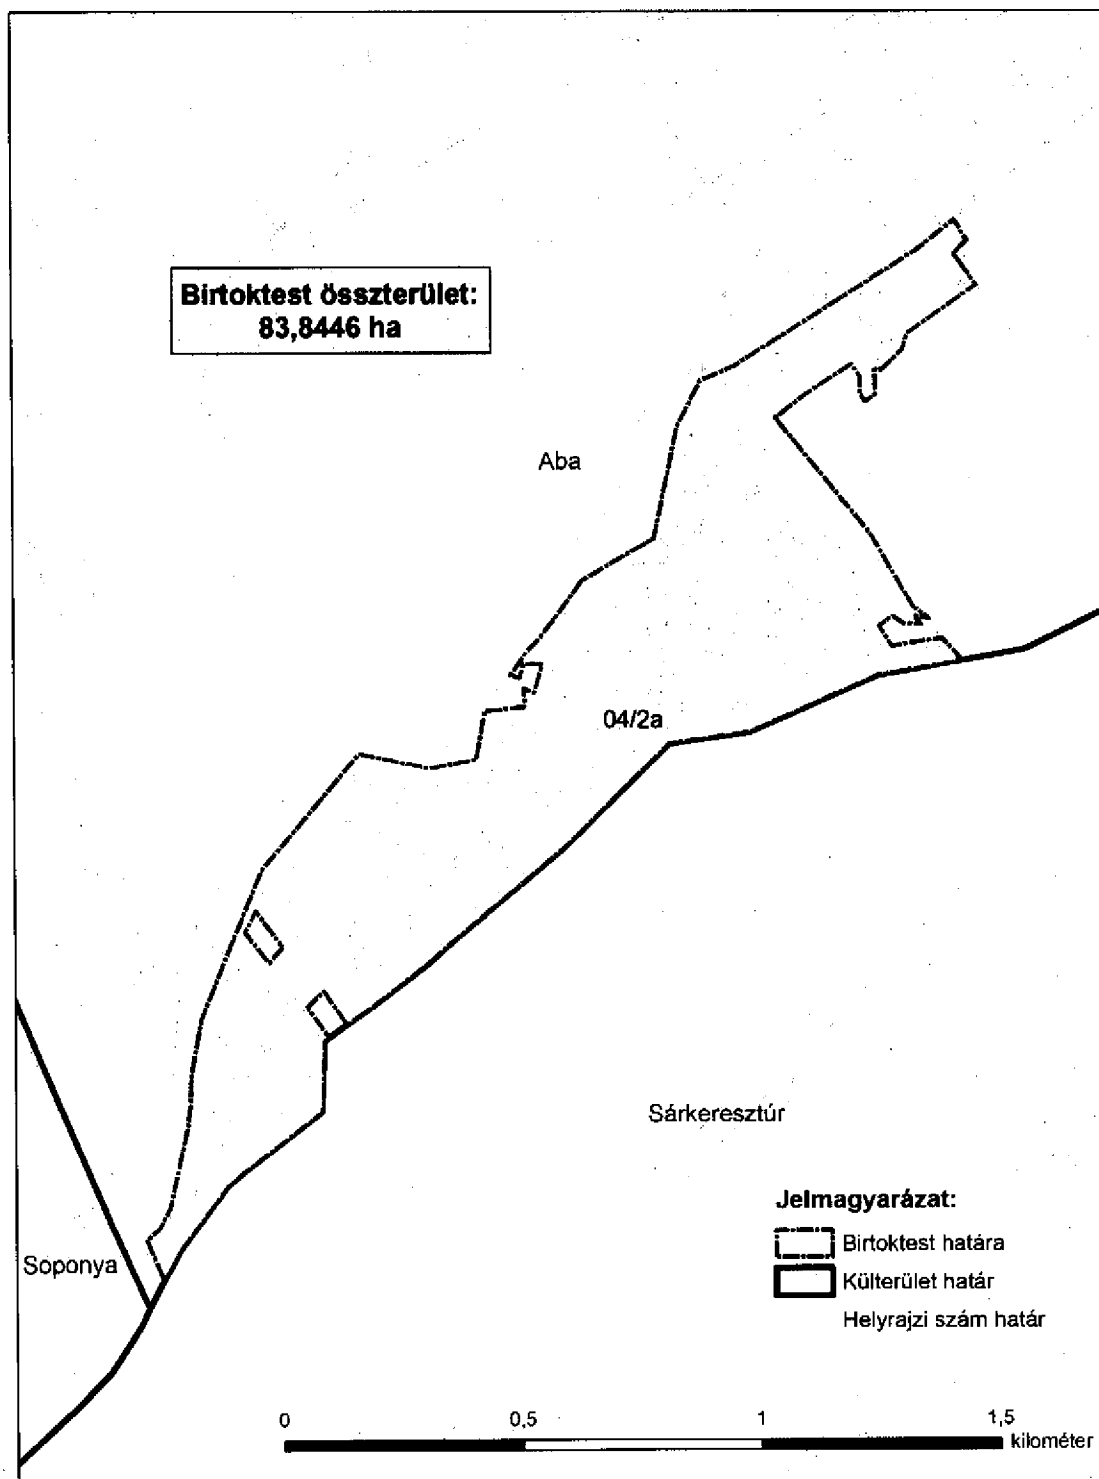 Birtoktest összterület:
83,8446 ha
Aba
04/2a
Sárkeresztúr
Soponya
Jelmagyarázat:
Birtoktest határa
Külterület határ
Helyrajzi szám határ
0 0,5 1 1,5
kilométer